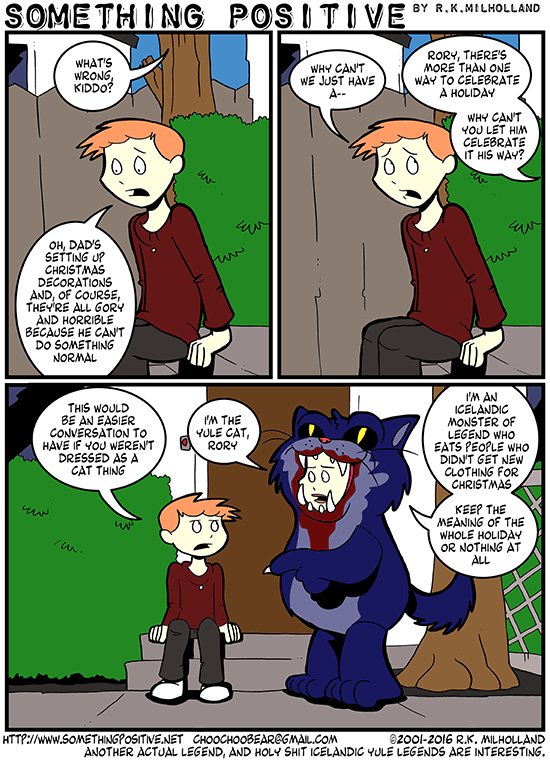 SOMETHING POSITIVE BY R.K.MILHOLLAND
WHAT'S
WRONG,
KIDDO?
OH, DAD'S
SETTING UP
CHRISTMAS
DECORATIONS
AND, OF COURSE,
THEY'RE ALL GORY
AND HORRIBLE
BECAUSE HE CAN'T
DO SOMETHING
NORMAL
WHY CAN'T
WE JUST HAVE
A--
RORY, THERE'S
MORE THAN ONE
WAY TO CELEBRATE
A HOLIDAY
WHY CAN'T
YOU LET HIM
CELEBRATE
IT HIS WAY?
THIS WOULD
BE AN EASIER
CONVERSATION TO
HAVE IF YOU WEREN'T
DRESSED AS A
CAT THING
I'M THE
YULE CAT,
RORY
I'M AN
ICELANDIC
MONSTER OF
LEGEND WHO
EATS PEOPLE WHO
DIDN'T GET NEW
CLOTHING FOR
CHRISTMAS
KEEP THE
MEANING OF THE
WHOLE HOLIDAY
OR NOTHING AT
ALL
HTTP://WWW.SOMETHINGPOSITIVE.NET CHOOCHOOBEAR@GMAIL.COM ©2001-2016 R.K. MILHOLLAND
ANOTHER ACTUAL LEGEND, AND HOLY SHIT ICELANDIC YULE LEGENDS ARE INTERESTING.